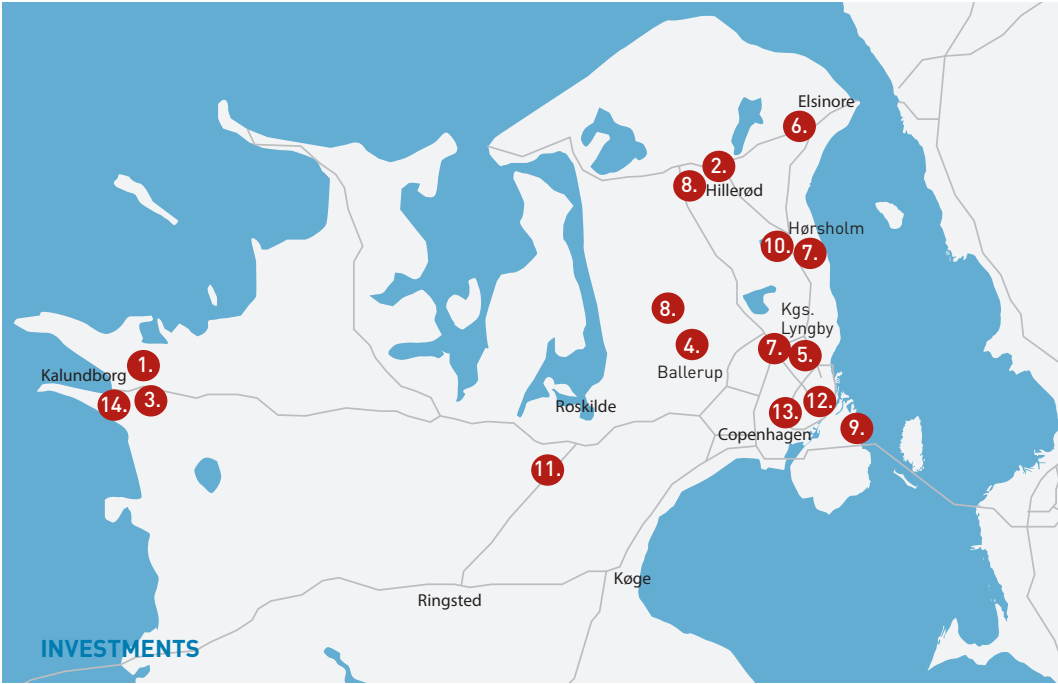 Elsinore
6.
2.
8.
Hillerød
Hørsholm
10.
7.
8.
Kgs.
Lyngby
4.
7.
5.
Ballerup
1.
Kalundborg
14.
3.
Roskilde
12.
13.
9.
Copenhagen
11.
Køge
Ringsted
INVESTMENTS